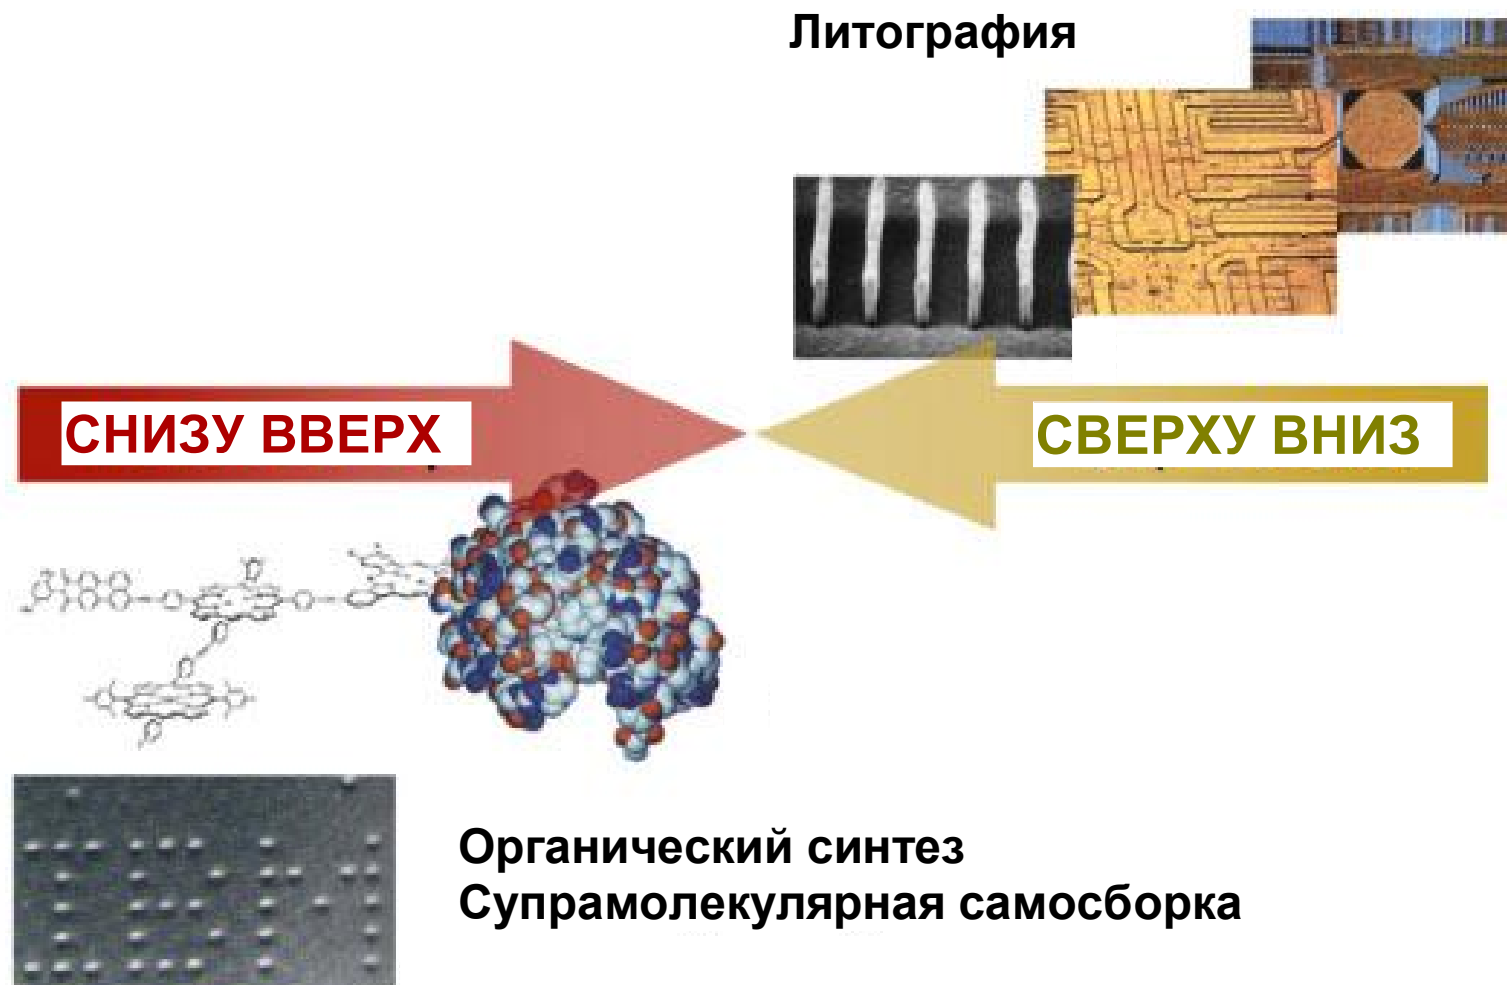 Литография
СНИЗУ ВВЕРХ
СВЕРХУ ВНИЗ
Органический синтез
Супрамолекулярная самосборка